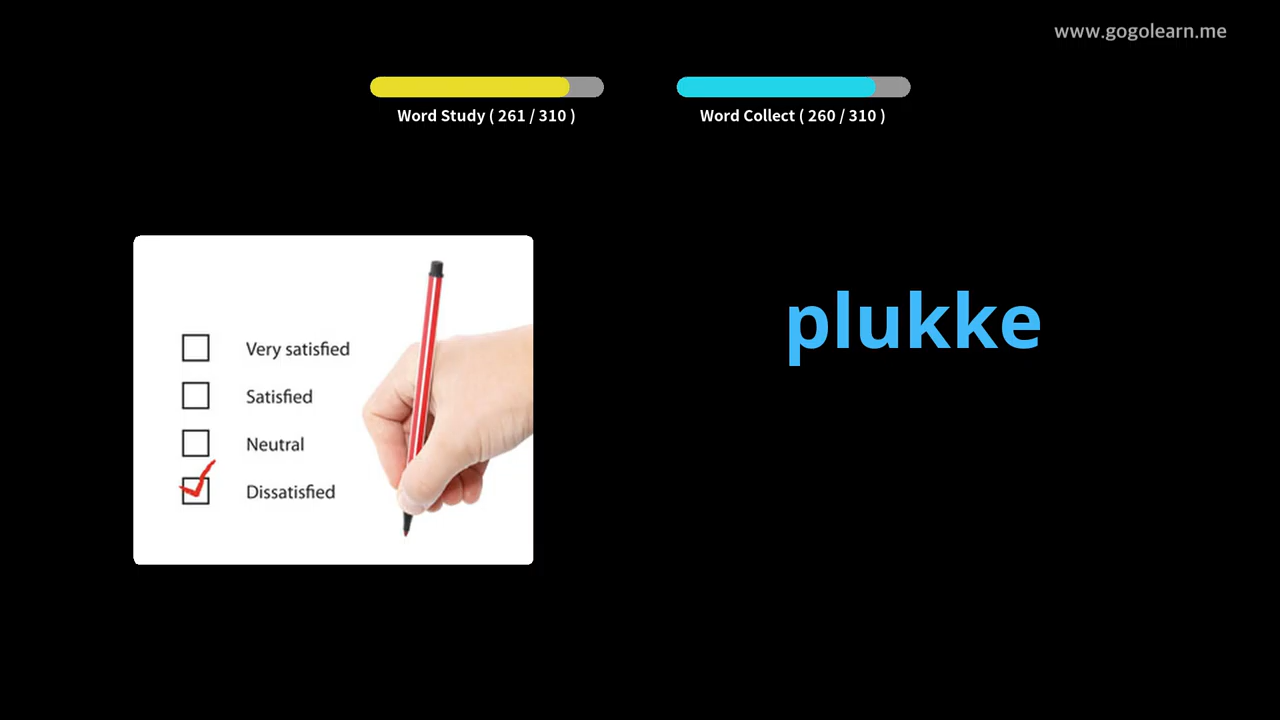 www.gogolearn.me
Word Study ( 261 / 310 )
Word Collect ( 260 / 310 )
Very satisfied
Satisfied
Neutral
Dissatisfied
plukke